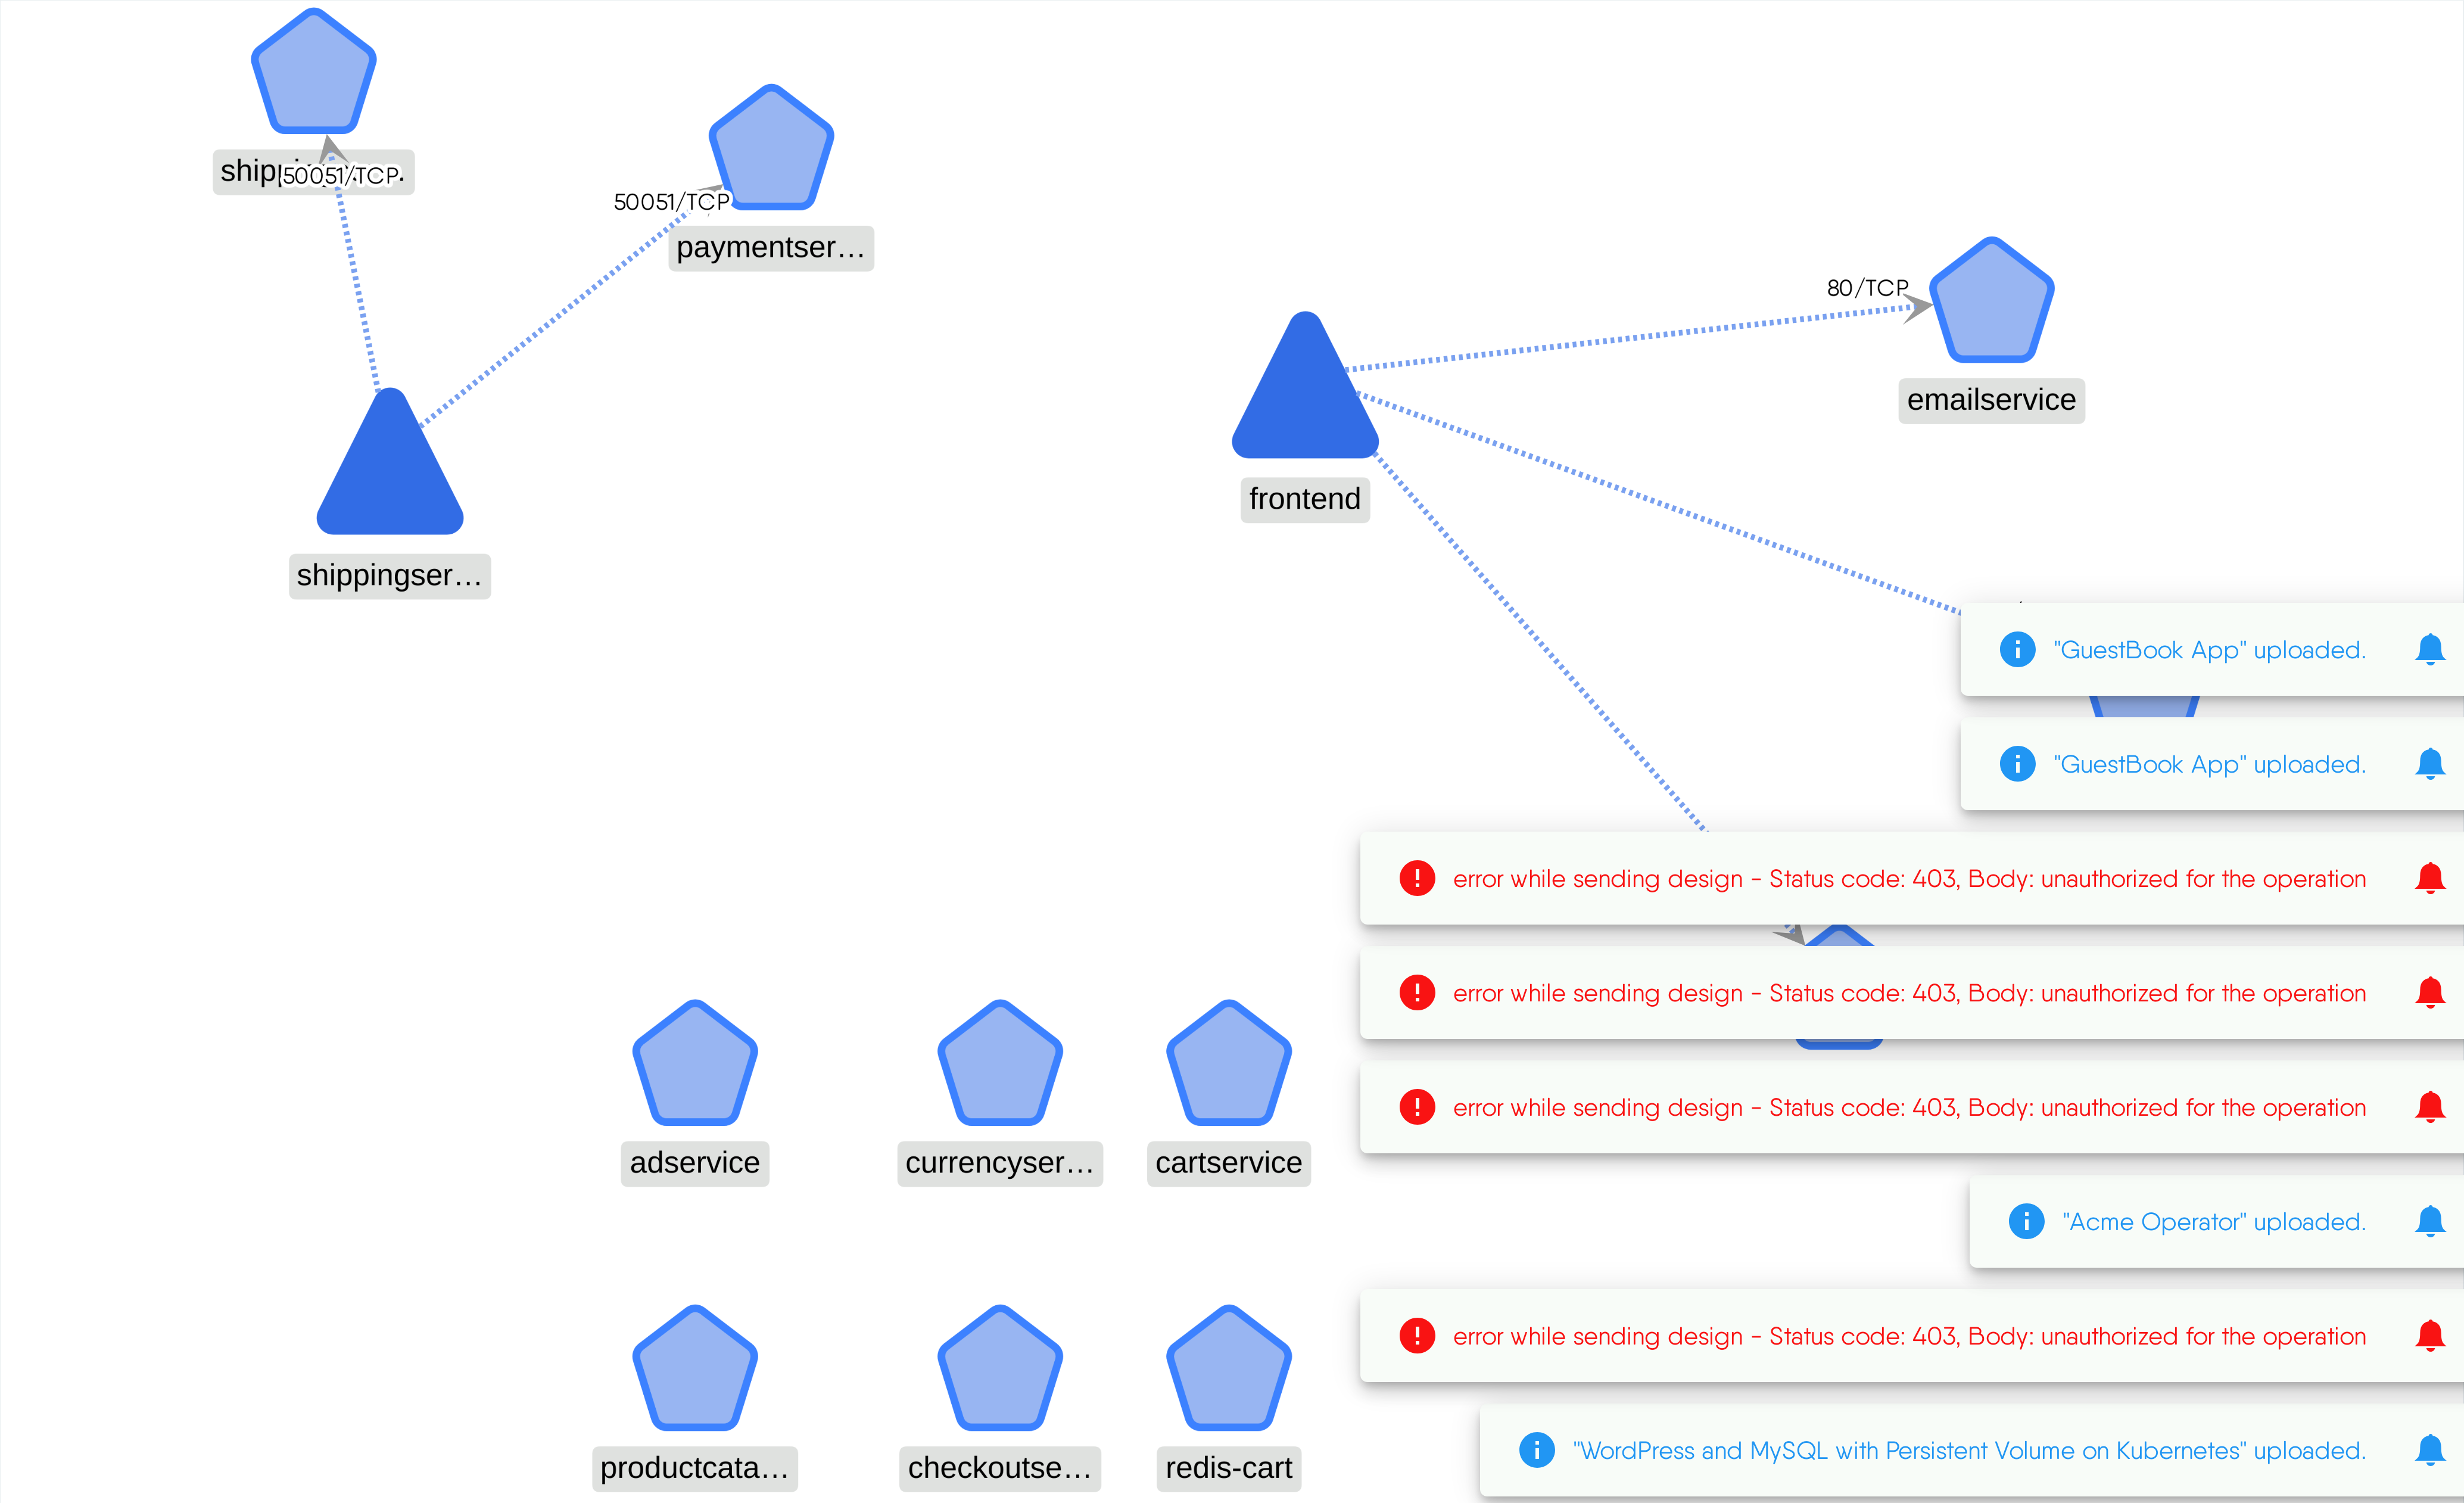 50051/TCP
50051/TCP
paymentser...
80/TCP
emailservice
frontend
shippingser...
"GuestBook App" uploaded.
"GuestBook App" uploaded.
error while sending design - Status code: 403, Body: unauthorized for the operation
error while sending design - Status code: 403, Body: unauthorized for the operation
error while sending design - Status code: 403, Body: unauthorized for the operation
adservice
currencyser...
cartservice
"Acme Operator" uploaded.
error while sending design - Status code: 403, Body: unauthorized for the operation
"WordPress and MySQL with Persistent Volume on Kubernetes" uploaded.
productcata...
checkoutse...
redis-cart